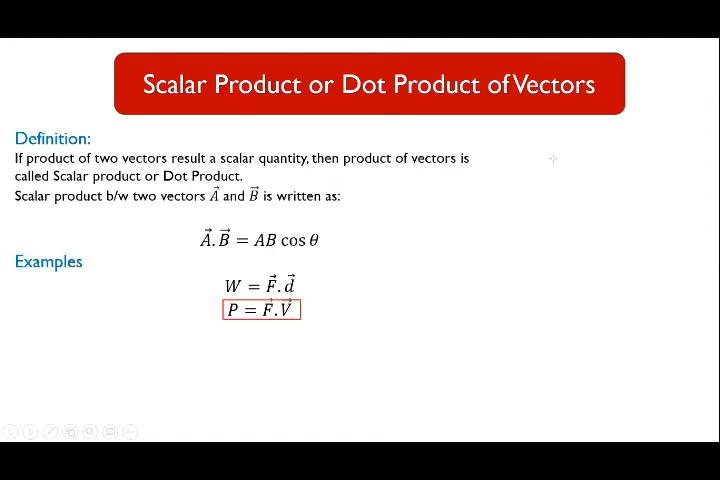 Scalar Product or Dot Product of Vectors
Definition:
If product of two vectors result a scalar quantity, then product of vectors is
called Scalar product or Dot Product.
Scalar product b/w two vectors A⃗ and B⃗ is written as:
A⃗.B⃗ = AB cos θ
Examples
W = F⃗.d⃗
P = F⃗.V⃗